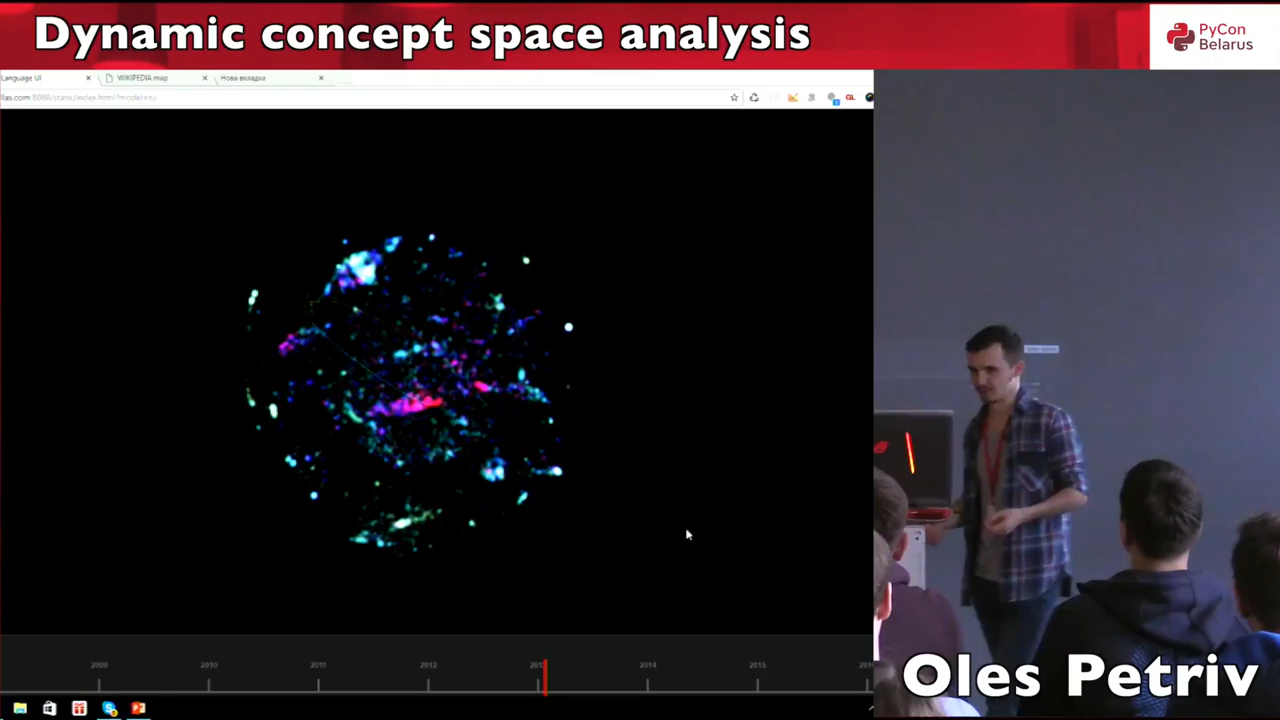 Dynamic concept space analysis
PyCon
Belarus
Language UI
WIKIPEDIA map
Нова вкладка
GL
2009
2010
2011
2012
2014
2015
Oles Petriv